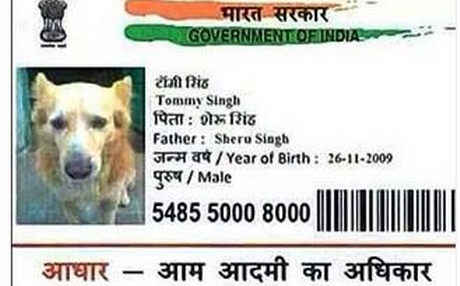 भारत सरकार
GOVERNMENT OF INDIA
टॉमी सिंह
Tommy Singh
पिता : शेरू सिंह
Father : Sheru Singh
जन्म वर्ष / Year of Birth : 26-11-2009
पुरुष / Male
5485 5000 8000
आधार – आम आदमी का अधिकार